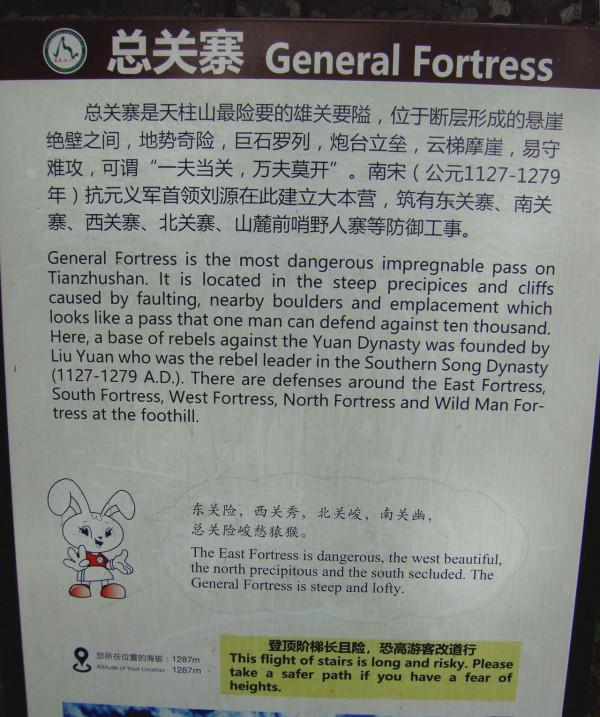 总关寨 General Fortress
总关寨是天柱山最险要的雄关要隘，位于断层形成的悬崖
绝壁之间，地势奇险，巨石罗列，炮台立垒，云梯摩崖，易守
难攻，可谓“一夫当关，万夫莫开”。南宋（公元1127-1279
年）抗元义军首领刘源在此建立大本营，筑有东关寨、南关
寨、西关寨、北关寨、山麓前哨野人寨等防御工事。
General Fortress is the most dangerous impregnable pass on
Tianzhushan. It is located in the steep precipices and cliffs
caused by faulting, nearby boulders and emplacement which
looks like a pass that one man can defend against ten thousand.
Here, a base of rebels against the Yuan Dynasty was founded by
Liu Yuan who was the rebel leader in the Southern Song Dynasty
(1127-1279 A.D.). There are defenses around the East Fortress,
South Fortress, West Fortress, North Fortress and Wild Man For-
tress at the foothill.
东关险，西关秀，北关峻，南关幽，
总关险峻愁猿猴。
The East Fortress is dangerous, the west beautiful,
the north precipitous and the south secluded. The
General Fortress is steep and lofty.
您所在位置的海拔：1287m
Altitude of Your Location：1287m
登顶阶梯长且险，恐高游客改道行
This flight of stairs is long and risky. Please
take a safer path if you have a fear of
heights.